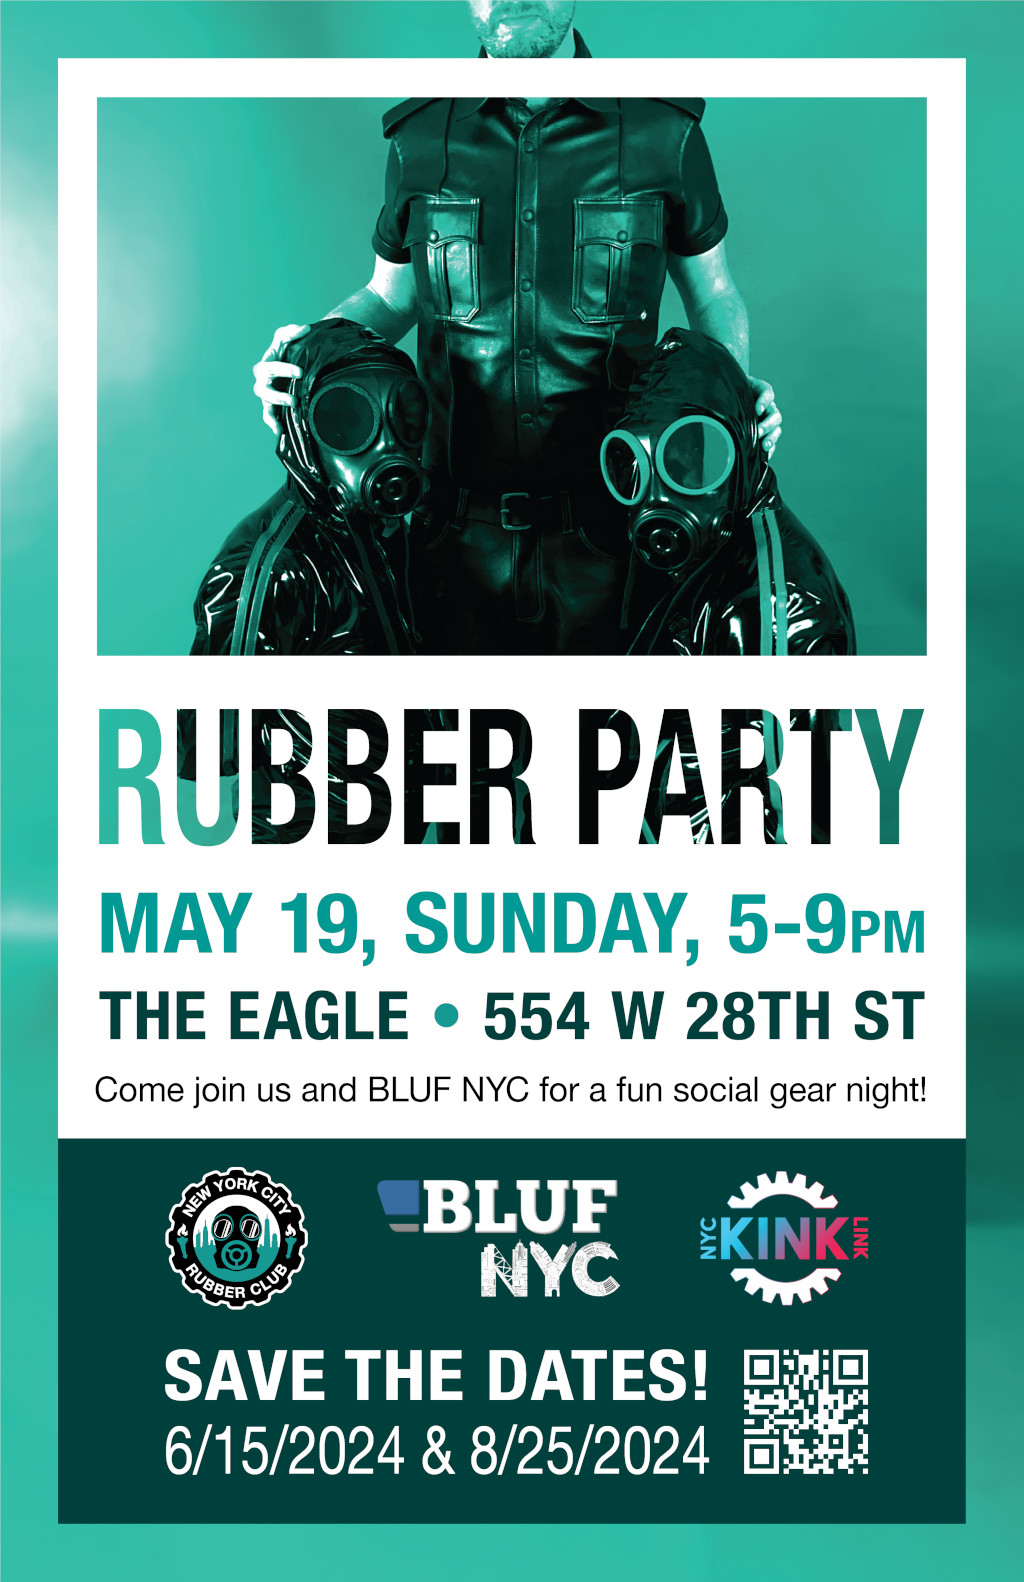 RUBBER PARTY
MAY 19, SUNDAY, 5-9PM
THE EAGLE • 554 W 28TH ST
Come join us and BLUF NYC for a fun social gear night!
NEW YORK CITY
RUBBER CLUB
BLUF
NYC
NYC KINK LINK
SAVE THE DATES!
6/15/2024 & 8/25/2024